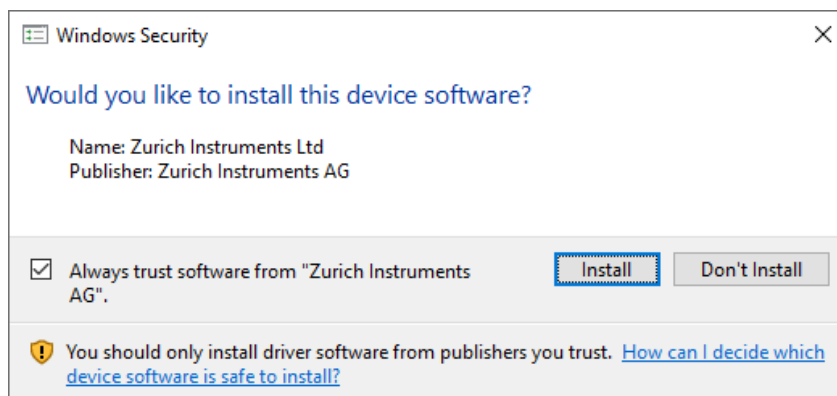 Windows Security
Would you like to install this device software?
Name: Zurich Instruments Ltd
Publisher: Zurich Instruments AG
Always trust software from "Zurich Instruments
AG".
Install
Don't Install
You should only install driver software from publishers you trust. How can I decide which
device software is safe to install?